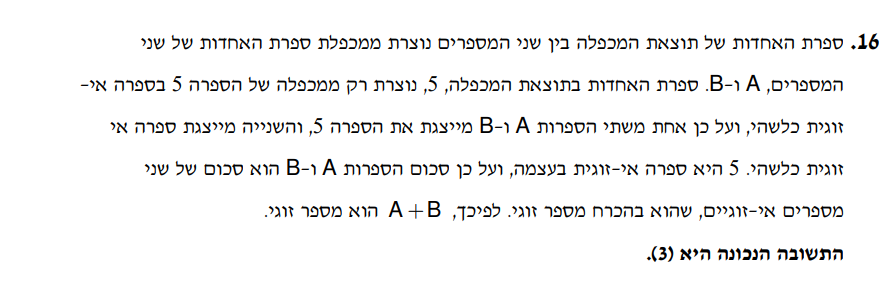 16. ספרת האחדות של תוצאת המכפלה בין שני המספרים נוצרת ממכפלת ספרת האחדות של שני
המספרים, A ו-B. ספרת האחדות בתוצאת המכפלה, 5, נוצרת רק ממכפלה של הספרה 5 בספרה אי-
זוגית כלשהי, ועל כן אחת משתי הספרות A ו-B מייצגת את הספרה 5, והשנייה מייצגת ספרה אי
זוגית כלשהי. 5 היא ספרה אי-זוגית בעצמה, ועל כן סכום הספרות A ו-B הוא סכום של שני
מספרים אי-זוגיים, שהוא בהכרח מספר זוגי. לפיכך, A+B הוא מספר זוגי.
התשובה הנכונה היא (3).